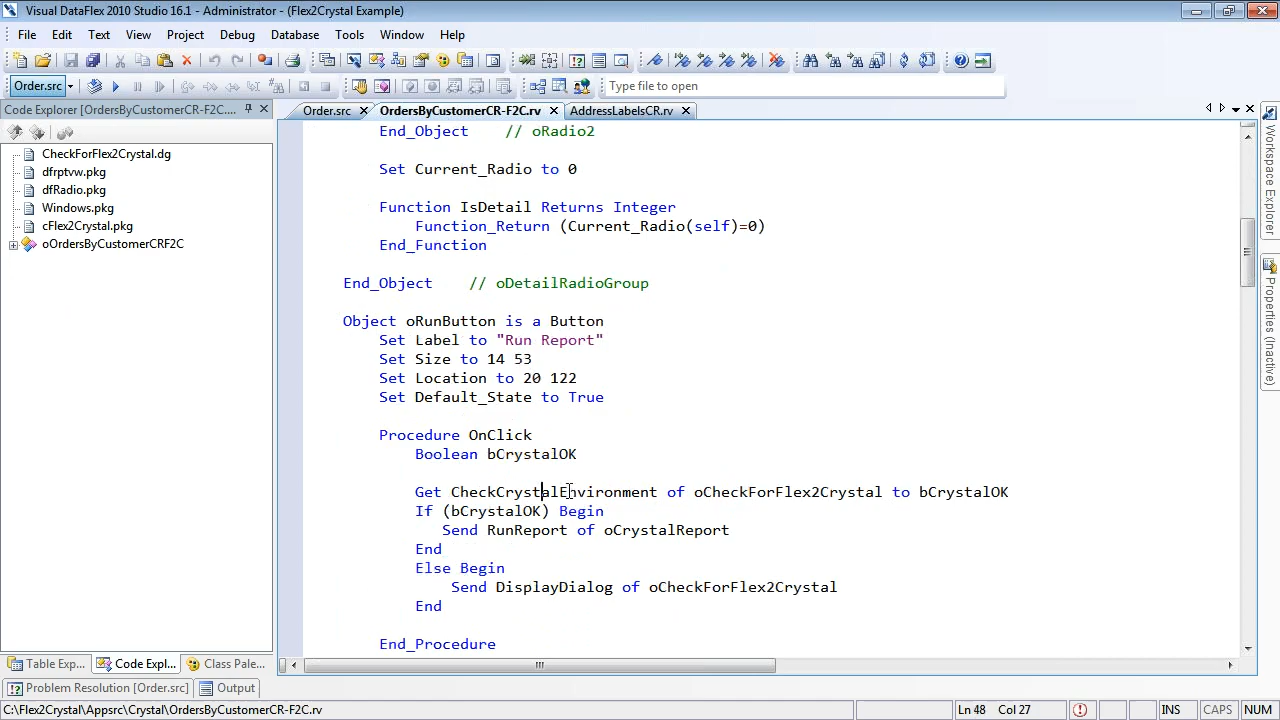 Visual DataFlex 2010 Studio 16.1 - Administrator - (Flex2Crystal Example)
File Edit Text View Project Debug Database Tools Window Help
Order.src
Type file to open
Code Explorer [OrdersByCustomerCR-F2C....
Order.src
OrdersByCustomerCR-F2C.rv
AddressLabelsCR.rv
CheckForFlex2Crystal.dg
dfrptvw.pkg
dfRadio.pkg
Windows.pkg
cFlex2Crystal.pkg
oOrdersByCustomerCRF2C
End_Object // oRadio2
Set Current_Radio to 0
Function IsDetail Returns Integer
Function_Return (Current_Radio(self)=0)
End_Function
End_Object // oDetailRadioGroup
Object oRunButton is a Button
Set Label to "Run Report"
Set Size to 14 53
Set Location to 20 122
Set Default_State to True
Procedure OnClick
Boolean bCrystalOK
Get CheckCrystalEnvironment of oCheckForFlex2Crystal to bCrystalOK
If (bCrystalOK) Begin
Send RunReport of oCrystalReport
End
Else Begin
Send DisplayDialog of oCheckForFlex2Crystal
End
End_Procedure
Workspace Explorer
Properties (Ctrl+2)
Table Exp... Code Expl... Class Pale...
Problem Resolution [Order.src] Output
C:\Flex2Crystal\Appsrc\Crystal\OrdersByCustomerCR-F2C.rv
Ln 48 Col 27
INS CAPS NUM